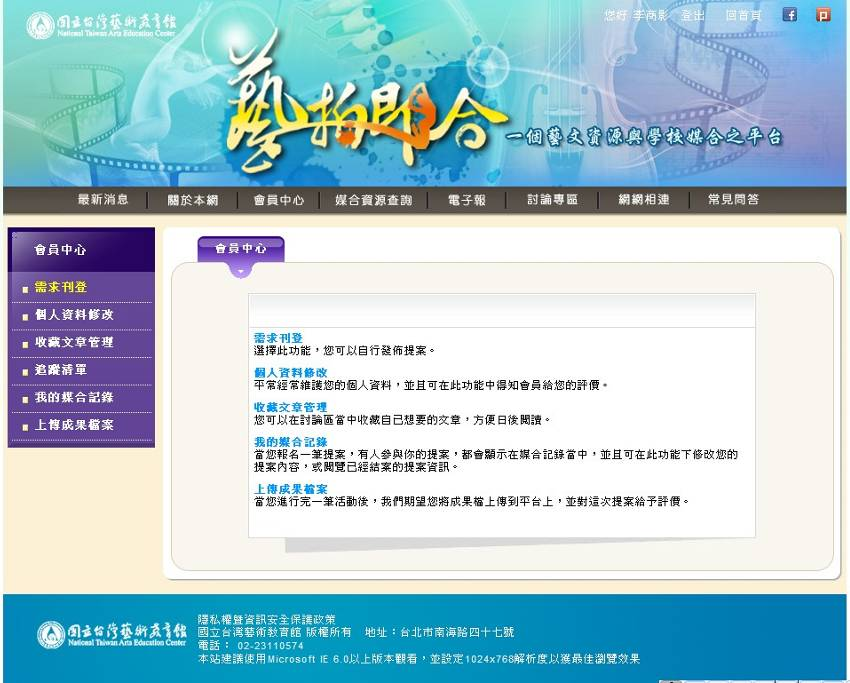 國立台灣藝術教育館
National Taiwan Arts Education Center
您好 李商影 登出 回首頁
藝拍即合
一個藝文資源與學校媒合之平台
最新消息 關於本網 會員中心 媒合資源查詢 電子報 討論專區 網網相連 常見問答
會員中心
需求刊登
個人資料修改
收藏文章管理
追蹤清單
我的媒合記錄
上傳成果檔案
會員中心
需求刊登
選擇此功能，您可以自行發佈提案。
個人資料修改
平常經常維護您的個人資料，並且可在此功能中得知會員給您的評價。
收藏文章管理
您可以在討論區當中收藏自己想要的文章，方便日後閱讀。
我的媒合記錄
當您報名一筆提案，有人參與你的提案，都會顯示在媒合記錄當中，並且可在此功能下修改您的
提案內容，或閱覽已經結案的提案資訊。
上傳成果檔案
當您進行完一筆活動後，我們期望您將成果檔上傳到平台上，並對這次提案給予評價。
國立台灣藝術教育館
National Taiwan Arts Education Center
隱私權暨資訊安全保護政策
國立台灣藝術教育館 版權所有 地址：台北市南海路四十七號
電話： 02-23110574
本站建議使用Microsoft IE 6.0以上版本觀看，並設定1024x768解析度以獲最佳瀏覽效果